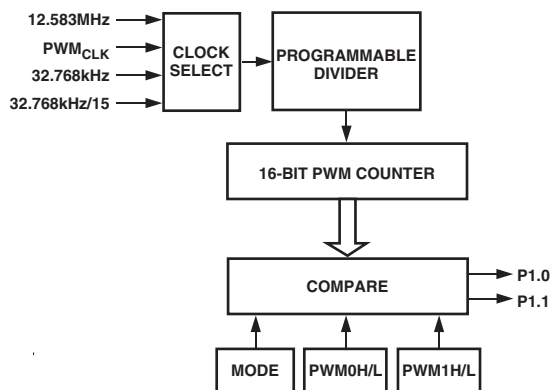 12.583MHz
PWMCLK
32.768kHz
32.768kHz/15
CLOCK
SELECT
PROGRAMMABLE
DIVIDER
16-BIT PWM COUNTER
COMPARE
P1.0
P1.1
MODE
PWM0H/L
PWM1H/L